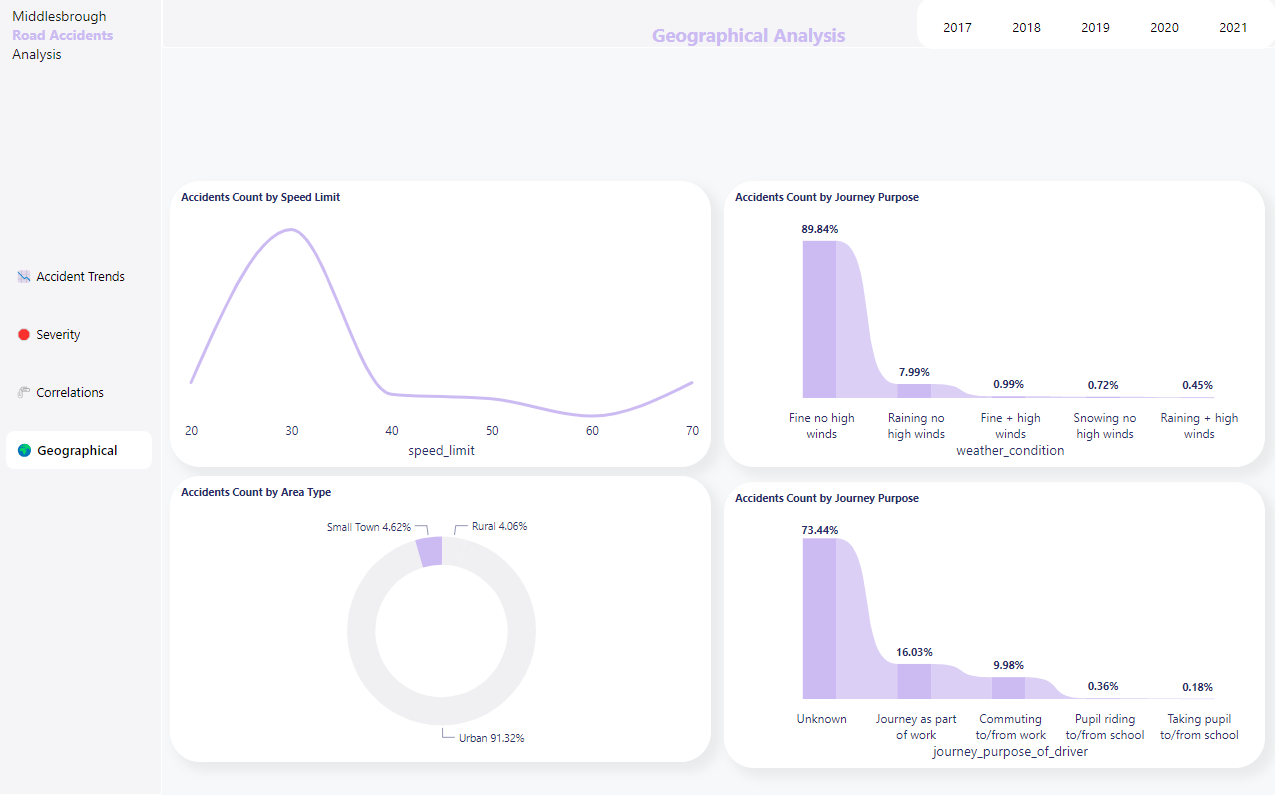 Middlesbrough
Road Accidents
Analysis
Geographical Analysis
2017 2018 2019 2020 2021
Accident Trends
Severity
Correlations
Geographical
Accidents Count by Speed Limit
20 30 40 50 60 70
speed_limit
Accidents Count by Journey Purpose
89.84%
7.99%
0.99%
0.72%
0.45%
Fine no high
winds
Raining no
high winds
Fine + high
winds
Snowing no
high winds
Raining + high
winds
weather_condition
Accidents Count by Area Type
Small Town 4.62%
Rural 4.06%
Urban 91.32%
Accidents Count by Journey Purpose
73.44%
16.03%
9.98%
0.36%
0.18%
Unknown
Journey as part
of work
Commuting
to/from work
Pupil riding
to/from school
Taking pupil
to/from school
journey_purpose_of_driver